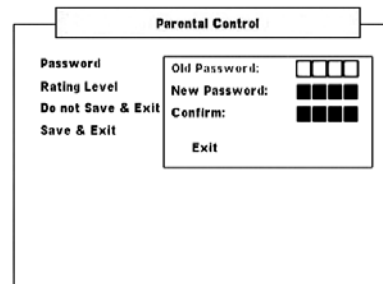 Parental Control
Password
Rating Level
Do not Save & Exit
Save & Exit
Old Password:
New Password:
Confirm:
Exit